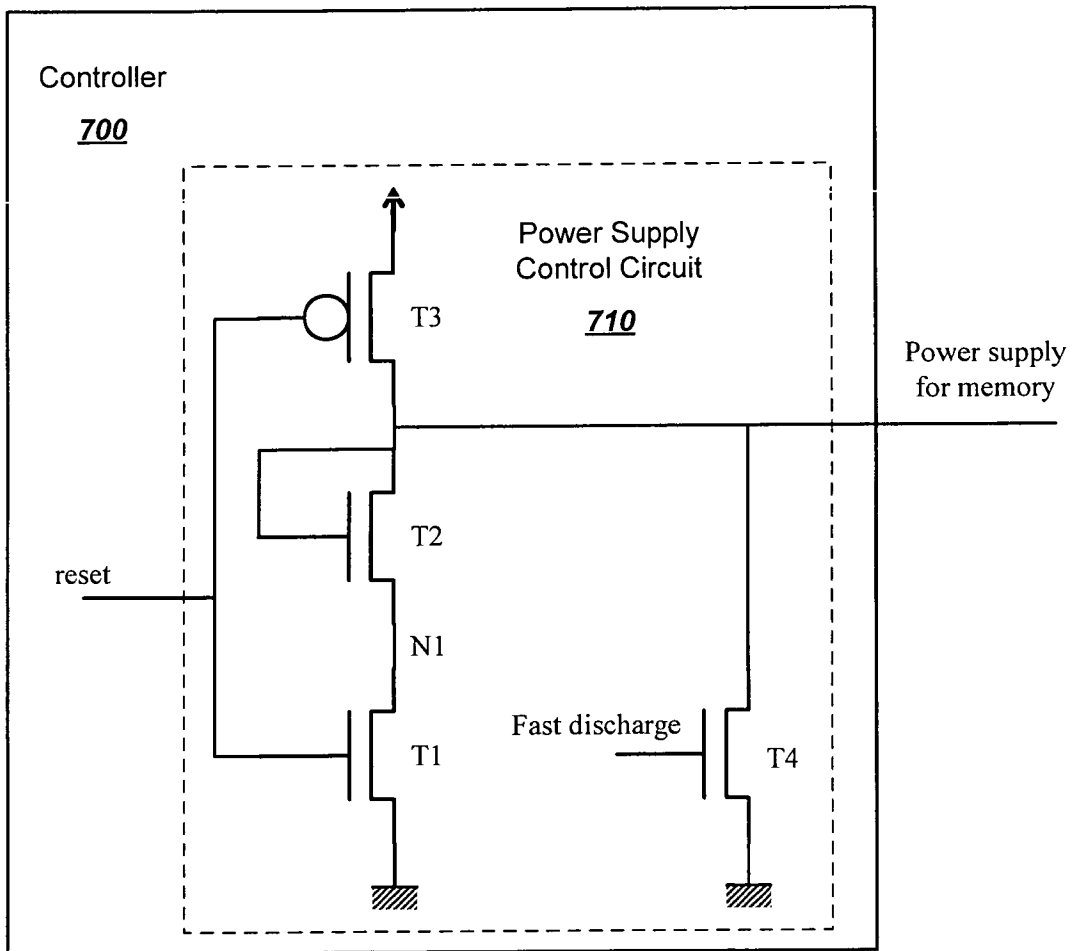 Controller
700
Power Supply
Control Circuit
710
T3
Power supply
for memory
T2
reset
N1
Fast discharge
T1
T4